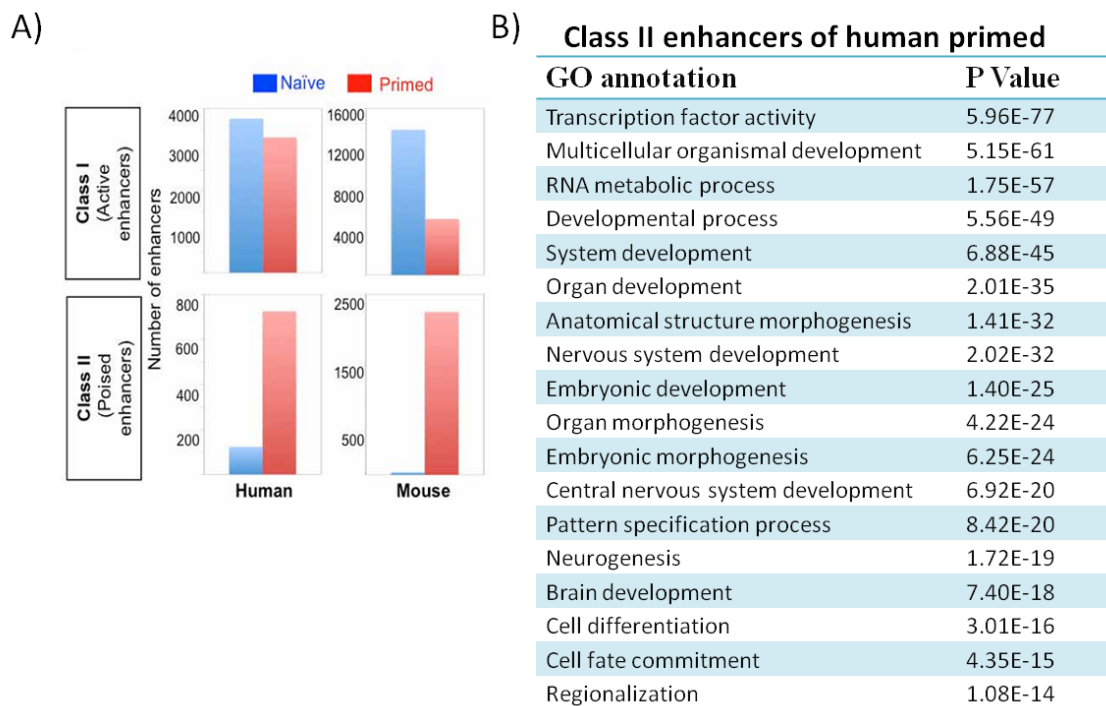 A)
Naïve
Primed
Class I
(Active
enhancers)
Class II
(Poised
enhancers)
Number of enhancers
4000
3000
2000
1000
16000
12000
8000
4000
800
600
400
200
2500
1500
500
Human
Mouse
B)
Class II enhancers of human primed
GO annotation P Value
Transcription factor activity 5.96E-77
Multicellular organismal development 5.15E-61
RNA metabolic process 1.75E-57
Developmental process 5.56E-49
System development 6.88E-45
Organ development 2.01E-35
Anatomical structure morphogenesis 1.41E-32
Nervous system development 2.02E-32
Embryonic development 1.40E-25
Organ morphogenesis 4.22E-24
Embryonic morphogenesis 6.25E-24
Central nervous system development 6.92E-20
Pattern specification process 8.42E-20
Neurogenesis 1.72E-19
Brain development 7.40E-18
Cell differentiation 3.01E-16
Cell fate commitment 4.35E-15
Regionalization 1.08E-14